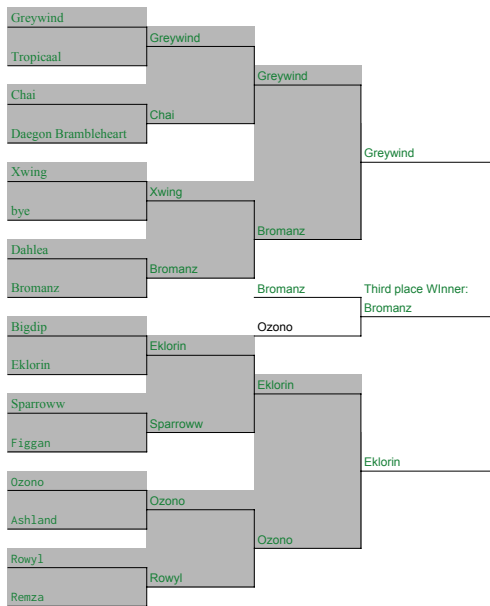 Greywind
Tropicaal
Chai
Daegon Brambleheart
Xwing
bye
Dahlea
Bromanz
Bigdip
Eklorin
Sparroww
Figgan
Ozono
Ashland
Rowyl
Remza
Greywind
Chai
Xwing
Bromanz
Eklorin
Sparroww
Ozono
Rowyl
Greywind
Bromanz
Bromanz
Ozono
Eklorin
Ozono
Greywind
Third place WInner:
Bromanz
Eklorin